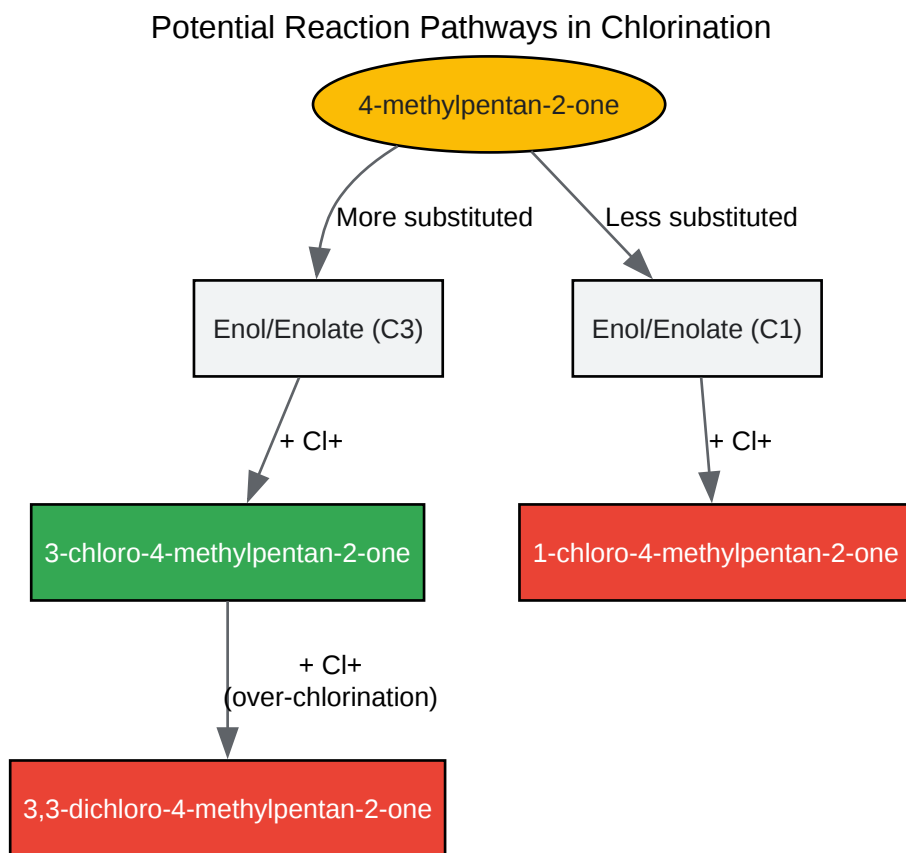 Potential Reaction Pathways in Chlorination
4-methylpentan-2-one
More substituted
Less substituted
Enol/Enolate (C3)
Enol/Enolate (C1)
+ Cl+
+ Cl+
3-chloro-4-methylpentan-2-one
1-chloro-4-methylpentan-2-one
+ Cl+
(over-chlorination)
3,3-dichloro-4-methylpentan-2-one